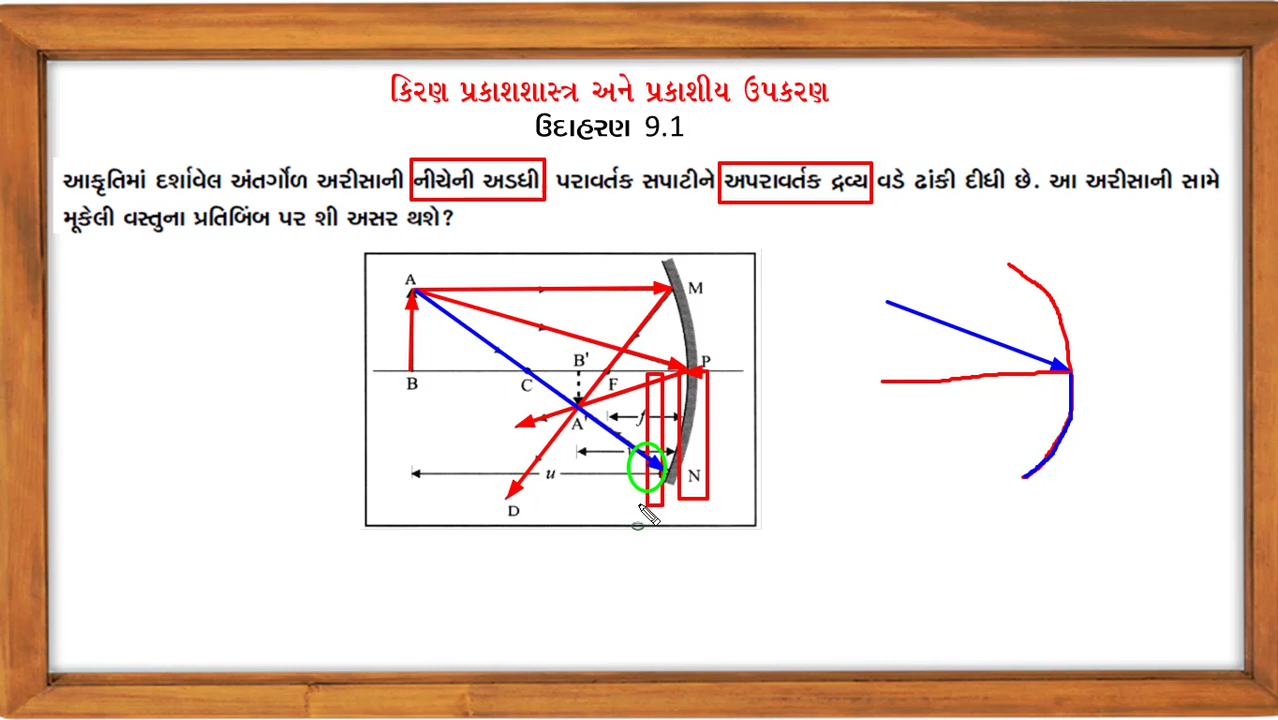 કિરણ પ્રકાશશાસ્ત્ર અને પ્રકાશીય ઉપકરણ
ઉદાહરણ 9.1
આકૃતિમાં દર્શાવેલ અંતર્ગોળ અરીસાની નીચેની અડધી પરાવર્તક સપાટીને અપરાવર્તક દ્રવ્ય વડે ઢાંકી દીધી છે. આ અરીસાની સામે
મૂકેલી વસ્તુના પ્રતિબિંબ પર શી અસર થશે?
A
M
B' P
B C F
A' f
u N
D